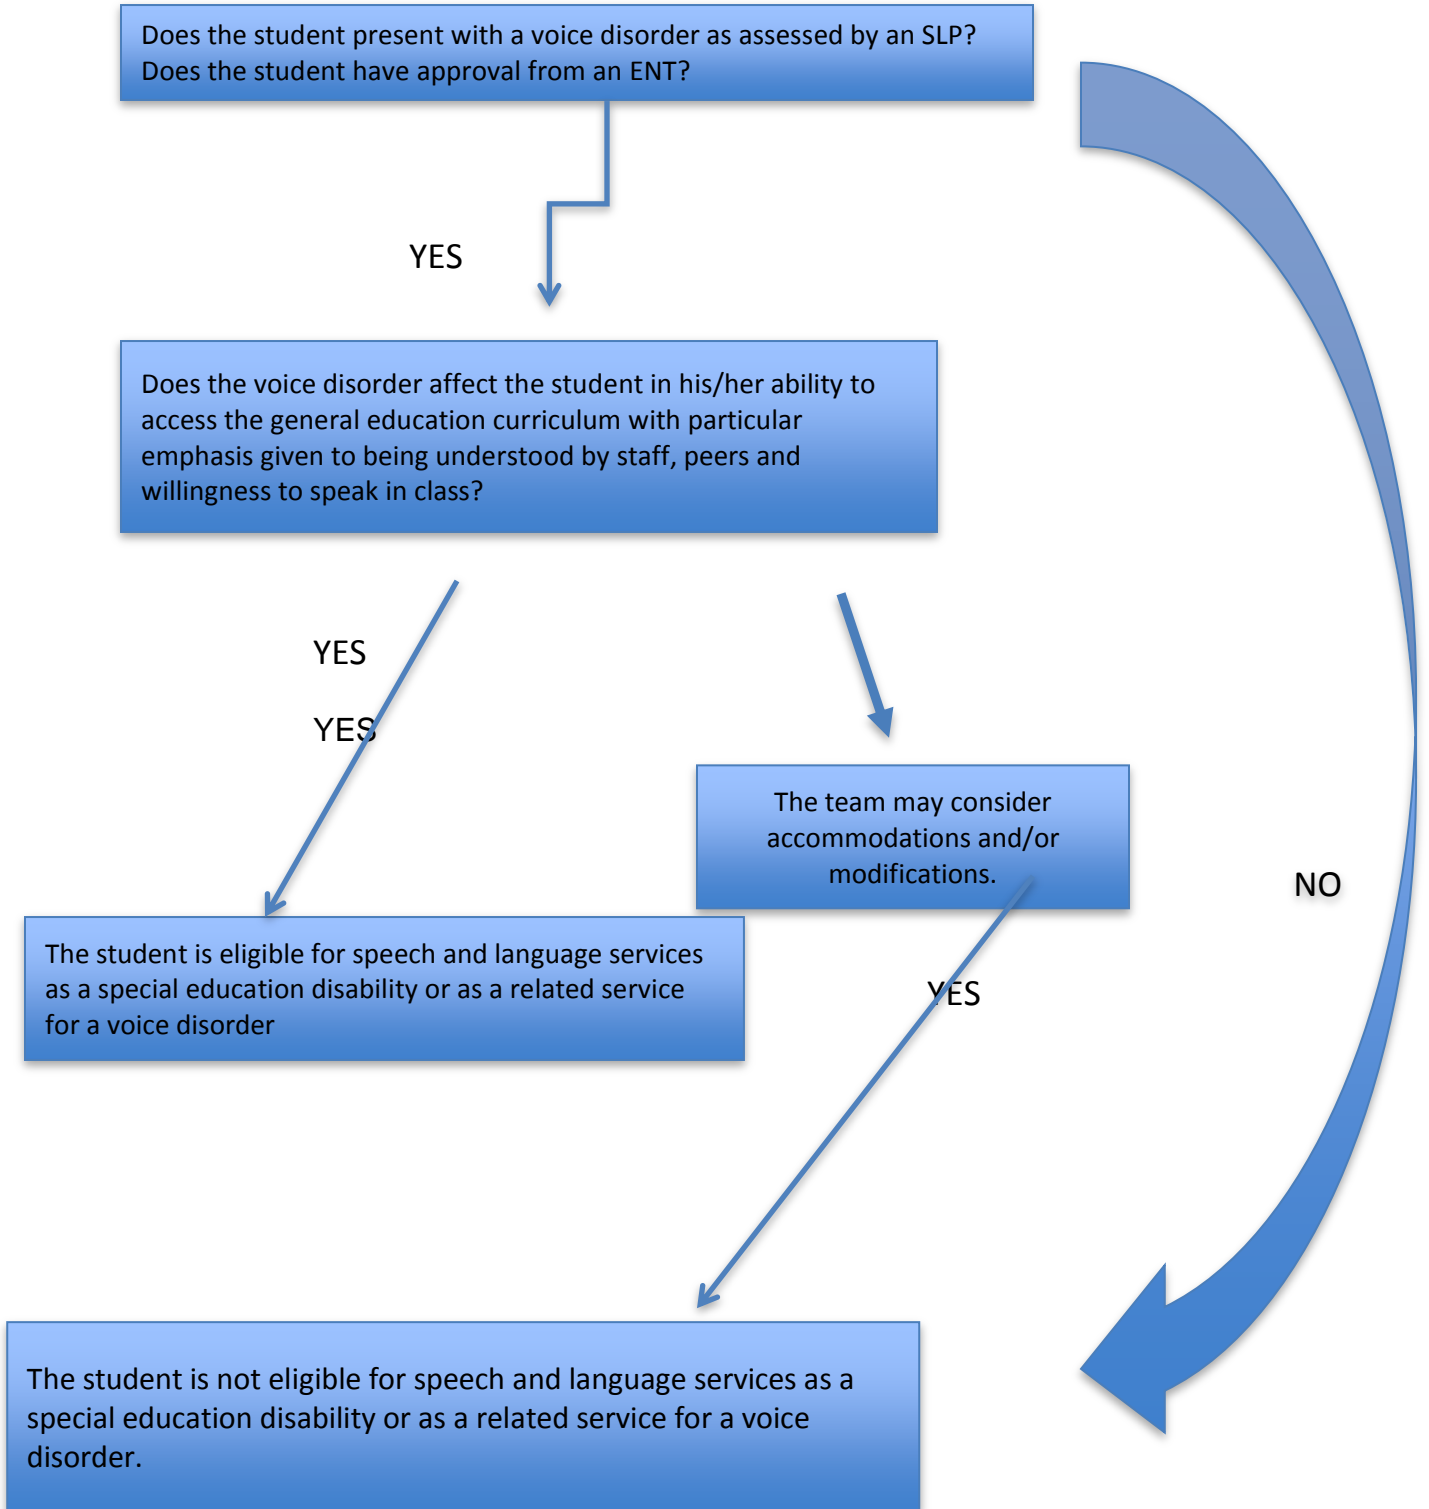 Does the student present with a voice disorder as assessed by an SLP?
Does the student have approval from an ENT?
YES
Does the voice disorder affect the student in his/her ability to
access the general education curriculum with particular
emphasis given to being understood by staff, peers and
willingness to speak in class?
YES
YES
The team may consider
accommodations and/or
modifications.
NO
The student is eligible for speech and language services
as a special education disability or as a related service
for a voice disorder
YES
The student is not eligible for speech and language services as a
special education disability or as a related service for a voice
disorder.